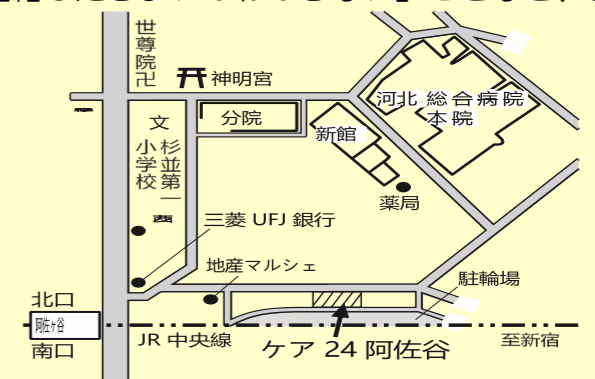 世尊院卍
神明宮
文
杉並第一
小学校
分院
新館
河北 総合病院
本院
薬局
三菱 UFJ 銀行
地産マルシェ
駐輪場
北口
阿佐ヶ谷
南口
JR 中央線
ケア 24 阿佐谷
至新宿